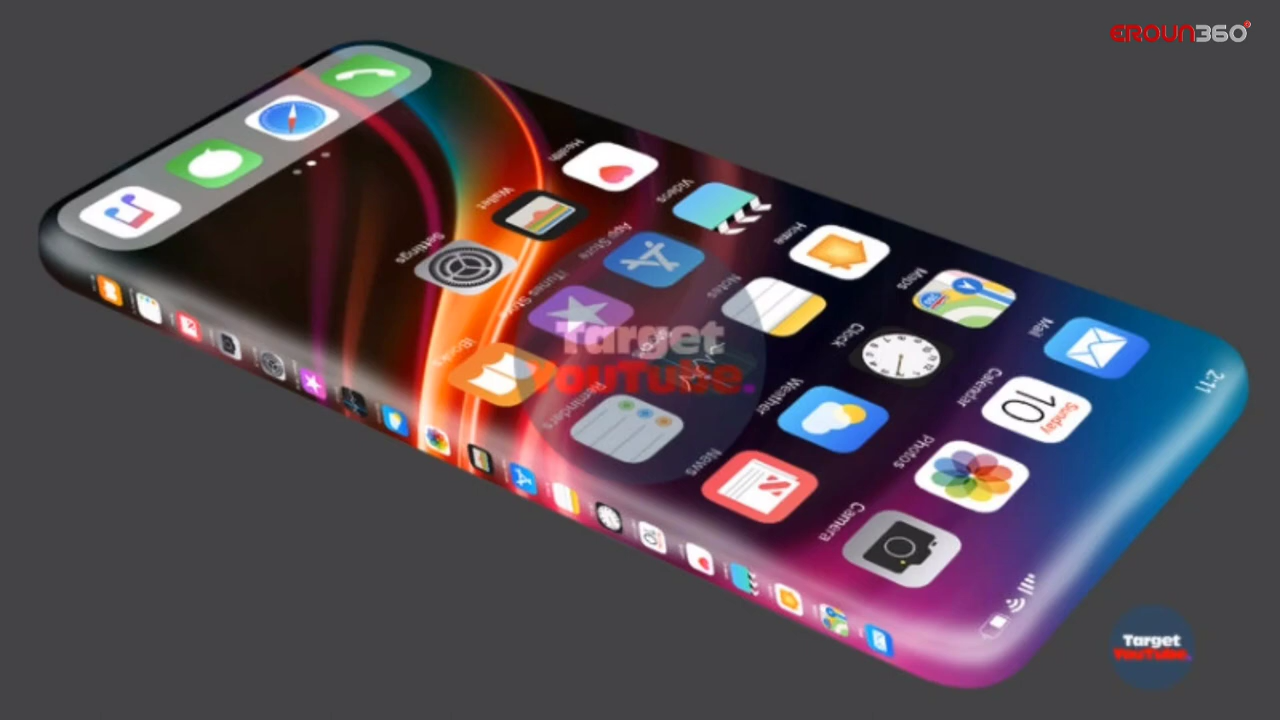 EROUN360°
Health
Wallet
Settings
Videos
App Store
iTunes Store
iBooks
Home
Notes
Reminders
Maps
Clock
Weather
News
Mail
Calendar
Sunday
10
Photos
Camera
2:11
Target
YouTube.
Target
YouTube.